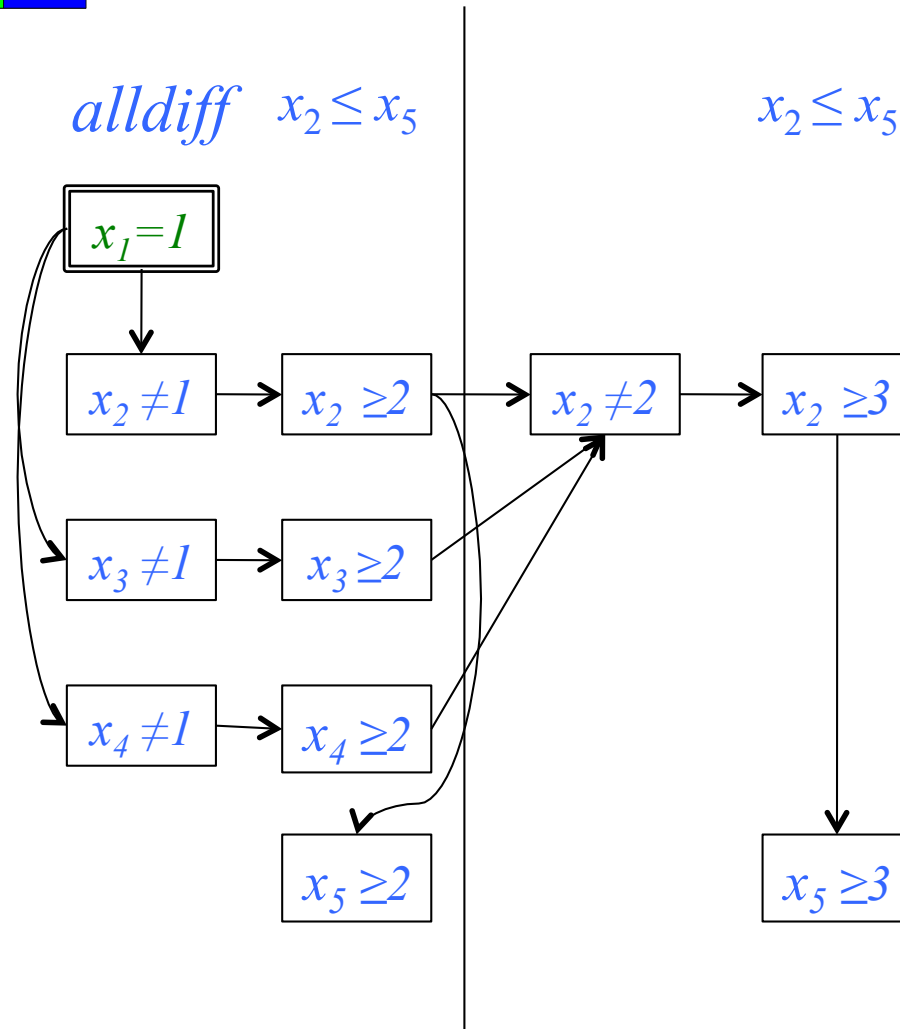 alldiff x₂ ≤ x₅ x₂ ≤ x₅
x₁=1
x₂ ≠1 x₂ ≥2 x₂ ≠2 x₂ ≥3
x₃ ≠1 x₃ ≥2
x₄ ≠1 x₄ ≥2
x₅ ≥2 x₅ ≥3